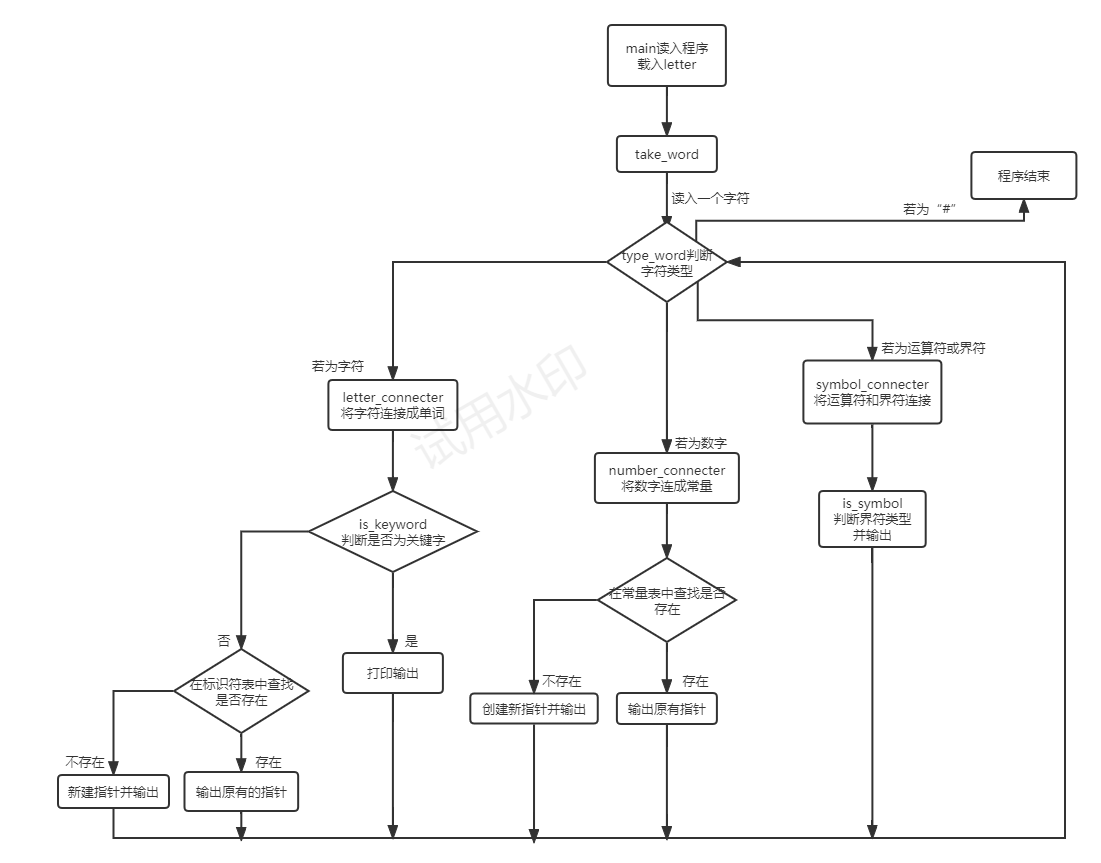 main读入程序
载入letter
take_word
程序结束
读入一个字符
若为“#”
type_word判断
字符类型
若为字符
若为运算符或界符
letter_connecter
将字符连接成单词
symbol_connecter
将运算符和界符连接
试用水印
若为数字
number_connecter
将数字连成常量
is_keyword
判断是否为关键字
is_symbol
判断界符类型
并输出
在常量表中查找是否
存在
否
是
在标识符表中查找
是否存在
打印输出
不存在
存在
创建新指针并输出
输出原有指针
不存在
存在
新建指针并输出
输出原有的指针